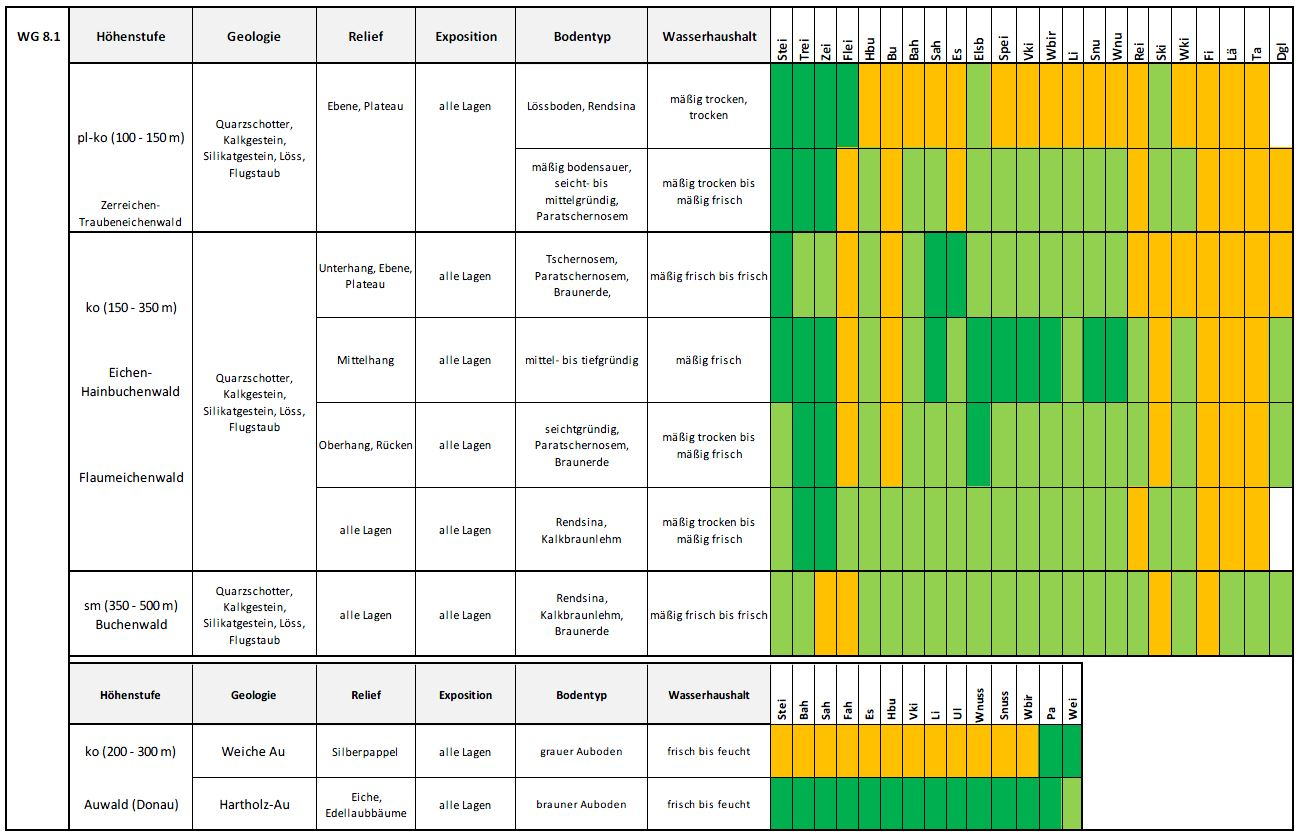 WG 8.1
Höhenstufe
Geologie
Relief
Exposition
Bodentyp
Wasserhaushalt
Stei
Trei
Zei
Flei
Hbu
Bu
Bah
Sah
Es
Elsb
Spei
Vki
Wbir
Li
Snu
Wnu
Rei
Ski
Wki
Fi
Lä
Ta
Dgl
pl-ko (100 - 150 m)
Zerreichen-
Traubeneichenwald
Quarzschotter,
Kalkgestein,
Silikatgestein, Löss,
Flugstaub
Ebene, Plateau
alle Lagen
Lössboden, Rendsina
mäßig trocken,
trocken
mäßig bodensauer,
seicht- bis
mittelgründig,
Paratschernosem
mäßig trocken bis
mäßig frisch
ko (150 - 350 m)
Eichen-
Hainbuchenwald
Flaumeichenwald
Quarzschotter,
Kalkgestein,
Silikatgestein, Löss,
Flugstaub
Unterhang, Ebene,
Plateau
alle Lagen
Tschernosem,
Paratschernosem,
Braunerde,
mäßig frisch bis frisch
Mittelhang
alle Lagen
mittel- bis tiefgründig
mäßig frisch
Oberhang, Rücken
alle Lagen
seichtgründig,
Paratschernosem,
Braunerde
mäßig trocken bis
mäßig frisch
alle Lagen
alle Lagen
Rendsina,
Kalkbraunlehm
mäßig trocken bis
mäßig frisch
sm (350 - 500 m)
Buchenwald
Quarzschotter,
Kalkgestein,
Silikatgestein, Löss,
Flugstaub
alle Lagen
alle Lagen
Rendsina,
Kalkbraunlehm,
Braunerde
mäßig frisch bis frisch
Höhenstufe
Geologie
Relief
Exposition
Bodentyp
Wasserhaushalt
Stei
Bah
Sah
Fah
Es
Hbu
Vki
Li
Ul
Wnuss
Snuss
Wbir
Pa
Wei
ko (200 - 300 m)
Weiche Au
Silberpappel
alle Lagen
grauer Auboden
frisch bis feucht
Auwald (Donau)
Hartholz-Au
Eiche,
Edellaubbäume
alle Lagen
brauner Auboden
frisch bis feucht